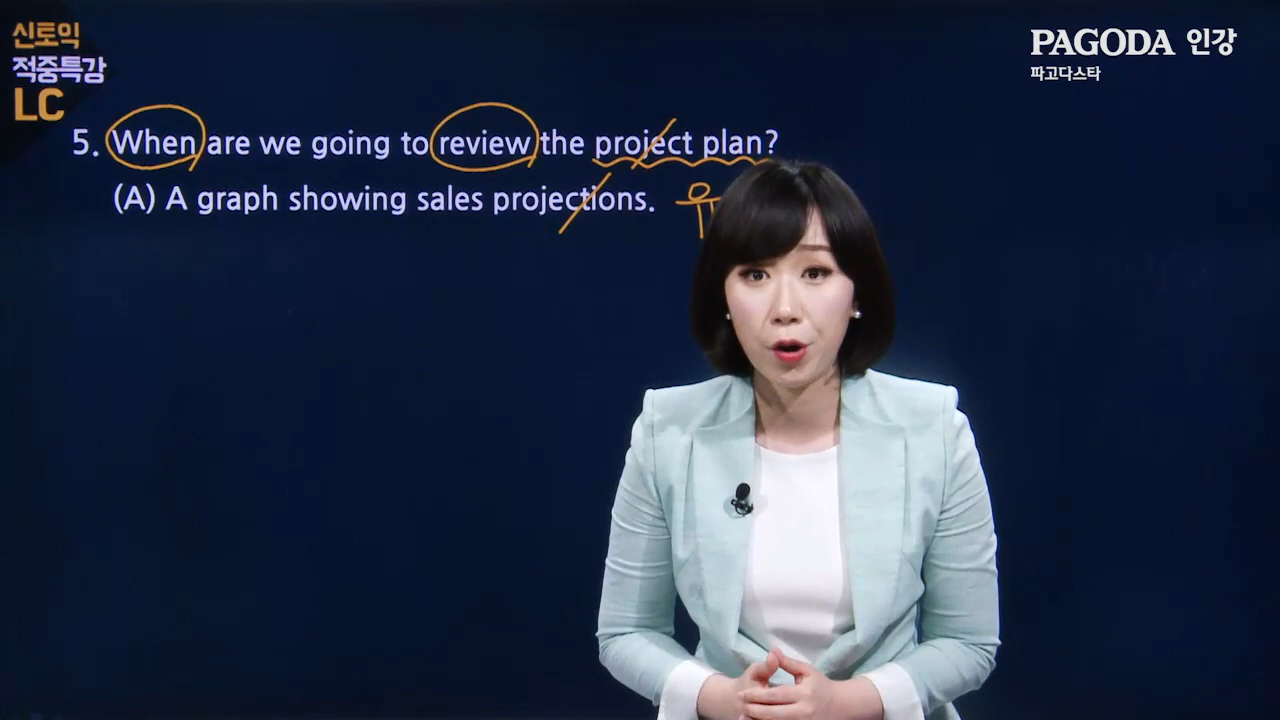 신토익
적중특강
LC
PAGODA 인강
파고다스타
5. When are we going to review the project plan?
(A) A graph showing sales projections. 유